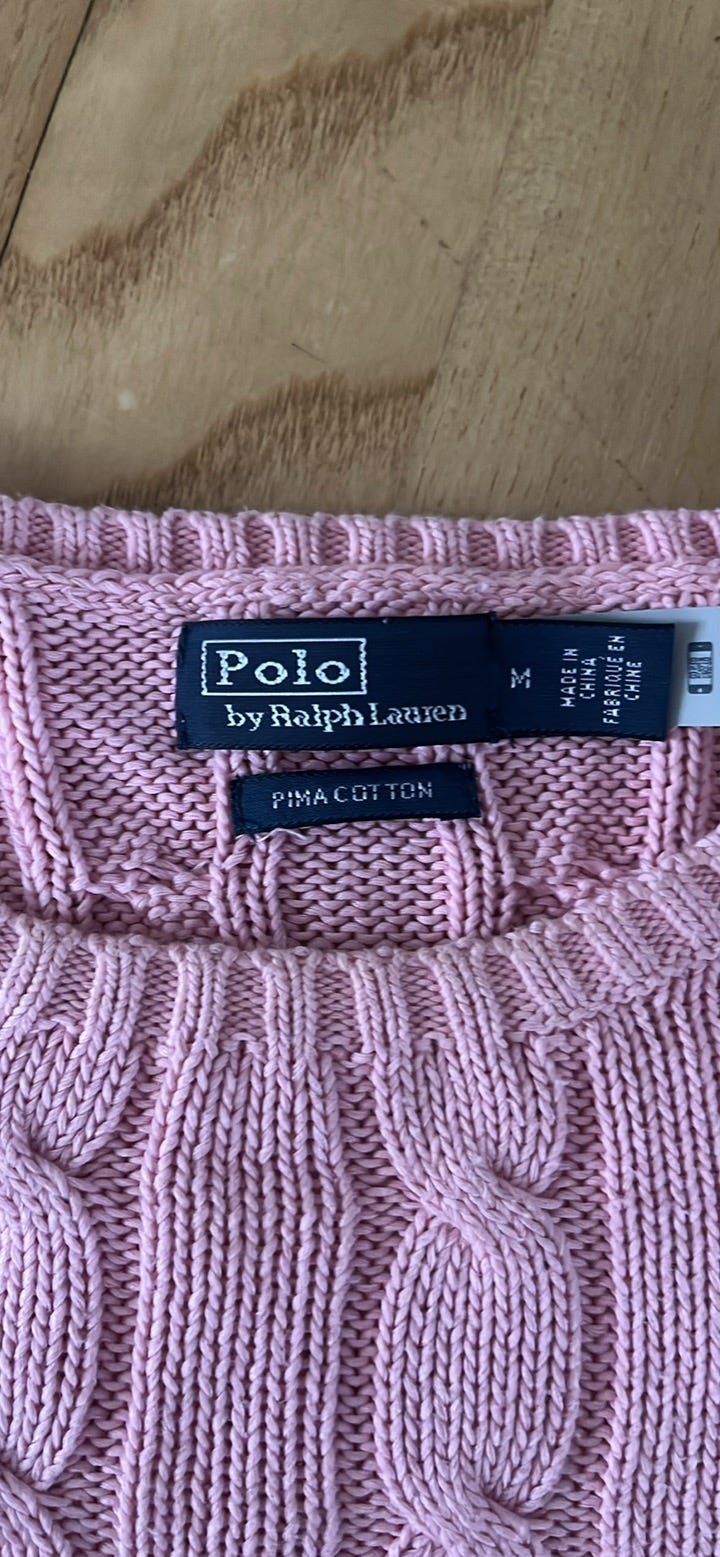 Polo
by Ralph Lauren
M
MADE IN
CHINA
FABRIQUE EN
CHINE
PIMA COTTON